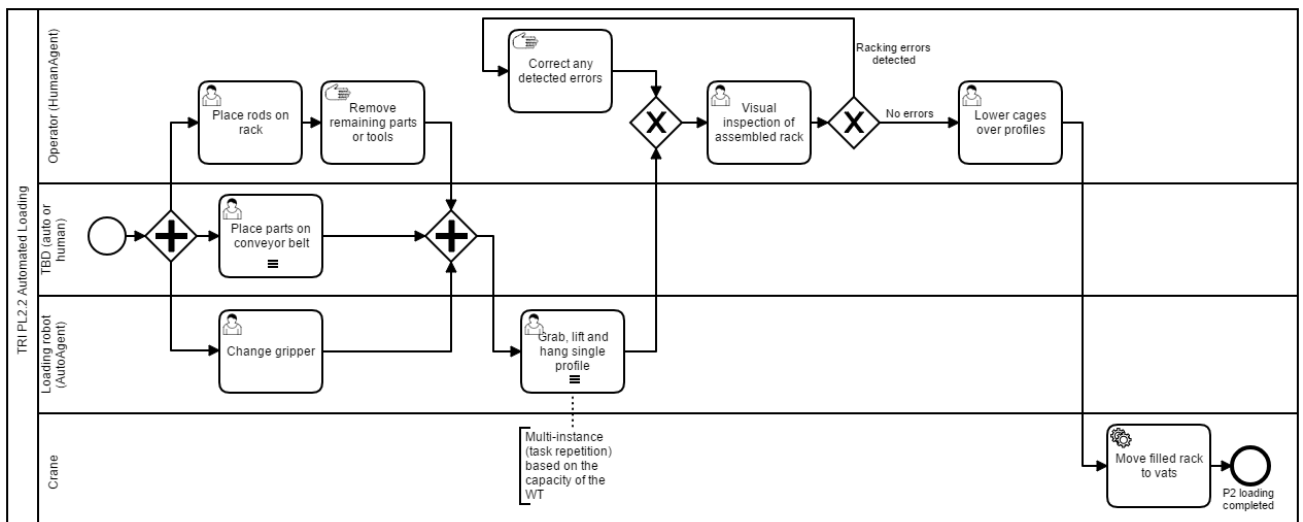 TRI PL2.2 Automated Loading
Operator (HumanAgent)
Place rods on
rack
Remove
remaining parts
or tools
Correct any
detected errors
Visual
inspection of
assembled rack
Racking errors
detected
No errors
Lower cages
over profiles
TBD (auto or
human)
Place parts on
conveyor belt
Loading robot
(AutoAgent)
Change gripper
Grab, lift and
hang single
profile
Crane
Multi-instance
(task repetition)
based on the
capacity of the
WT
Move filled rack
to vats
P2 loading
completed